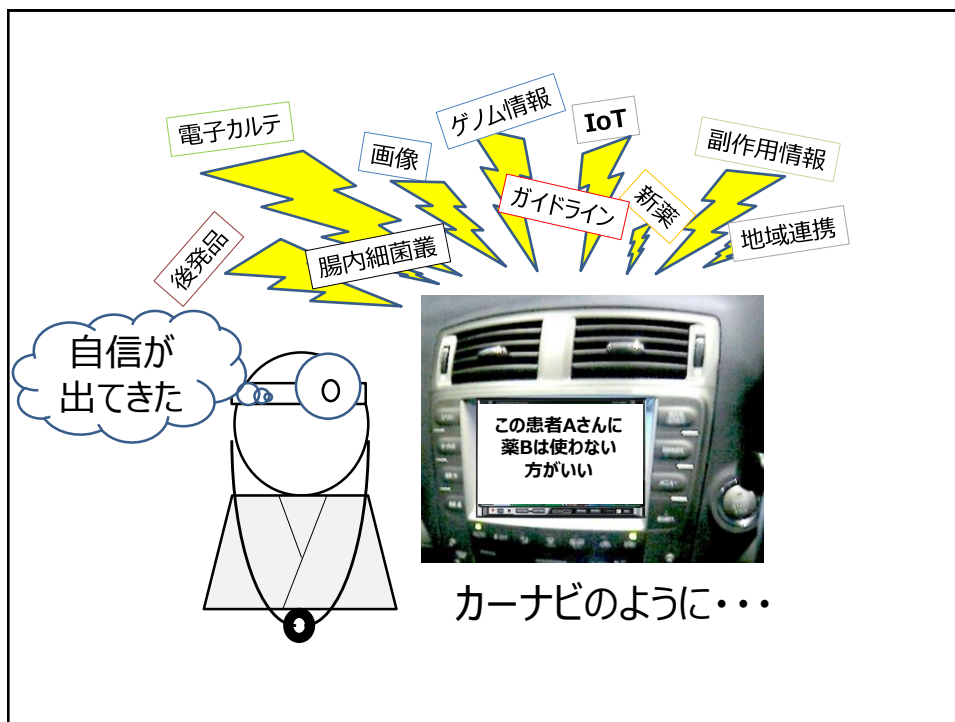 電子カルテ
画像
ゲノム情報
IoT
副作用情報
後発品
腸内細菌叢
ガイドライン
新薬
地域連携
自信が
出てきた
この患者Aさんに
薬Bは使わない
方がいい
カーナビのように・・・